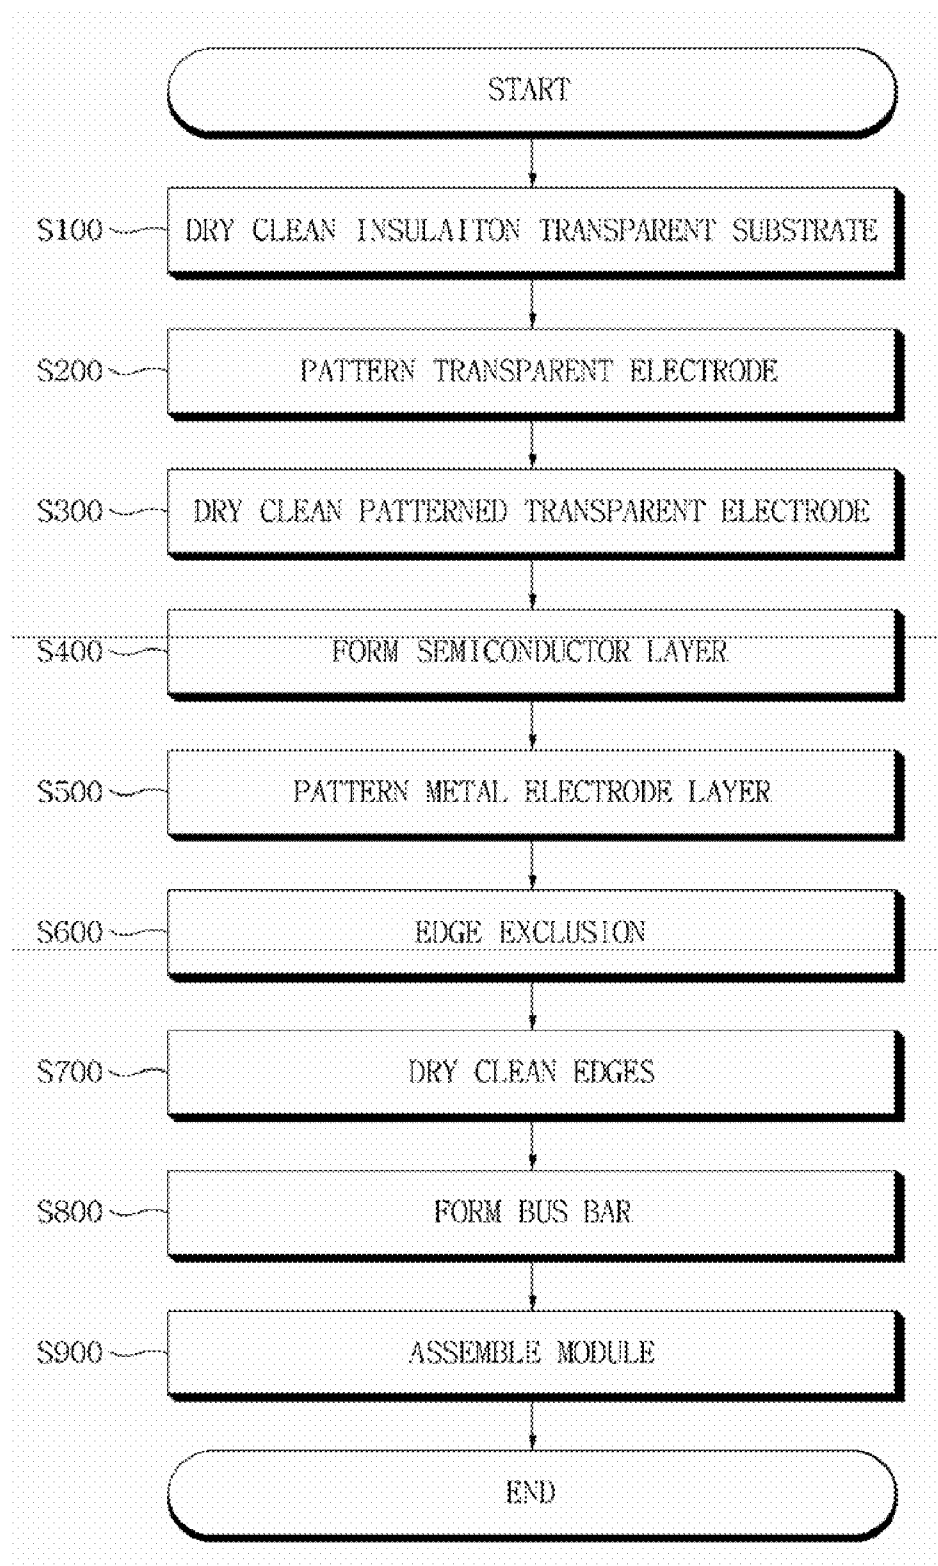 START
S100 DRY CLEAN INSULAITON TRANSPARENT SUBSTRATE
S200 PATTERN TRANSPARENT ELECTRODE
S300 DRY CLEAN PATTERNED TRANSPARENT ELECTRODE
S400 FORM SEMICONDUCTOR LAYER
S500 PATTERN METAL ELECTRODE LAYER
S600 EDGE EXCLUSION
S700 DRY CLEAN EDGES
S800 FORM BUS BAR
S900 ASSEMBLE MODULE
END